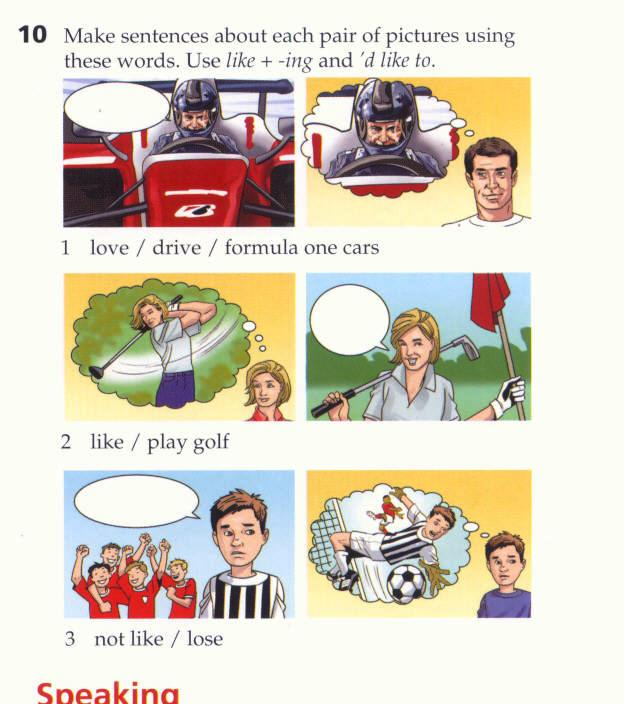 10 Make sentences about each pair of pictures using
these words. Use like + -ing and ’d like to.
1 love / drive / formula one cars
2 like / play golf
3 not like / lose
Speaking